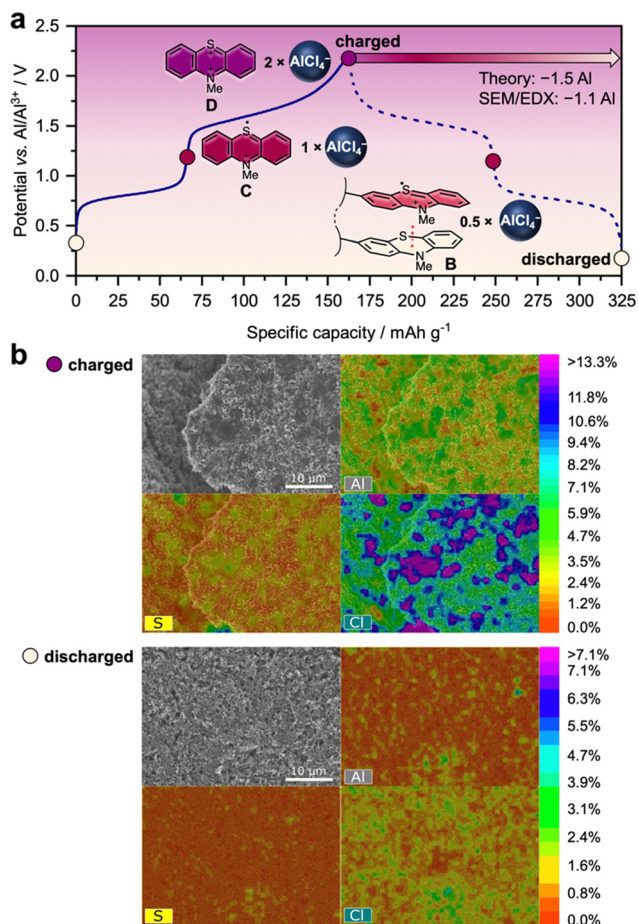 a
Potential vs. Al/Al³⁺ / V
2.5
2.0
1.5
1.0
0.5
0.0
0 25 50 75 100 125 150 175 200 225 250 275 300 325
Specific capacity / mAh g⁻¹
charged
S
N
Me
D
2 × AlCl₄⁻
Theory: −1.5 Al
SEM/EDX: −1.1 Al
S
N
Me
C
1 × AlCl₄⁻
S
N
Me
S
N
Me
B
0.5 × AlCl₄⁻
discharged
b
charged
10 µm
Al
S
Cl
>13.3%
11.8%
10.6%
9.4%
8.2%
7.1%
5.9%
4.7%
3.5%
2.4%
1.2%
0.0%
discharged
10 µm
Al
S
Cl
>7.1%
7.1%
6.3%
5.5%
4.7%
3.9%
3.1%
2.4%
1.6%
0.8%
0.0%